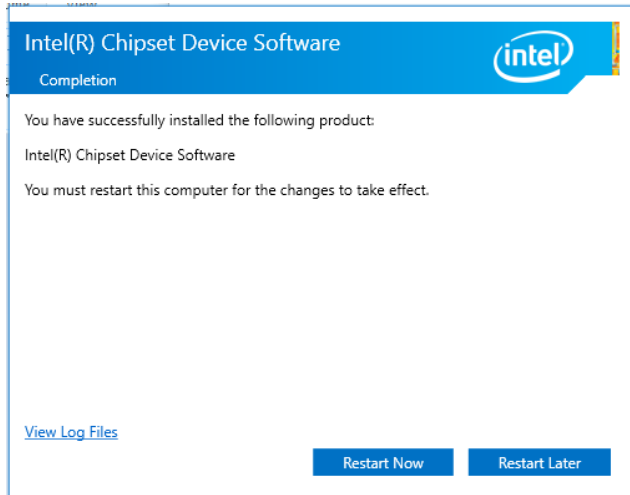 Intel(R) Chipset Device Software
intel
Completion
You have successfully installed the following product:
Intel(R) Chipset Device Software
You must restart this computer for the changes to take effect.
View Log Files
Restart Now
Restart Later